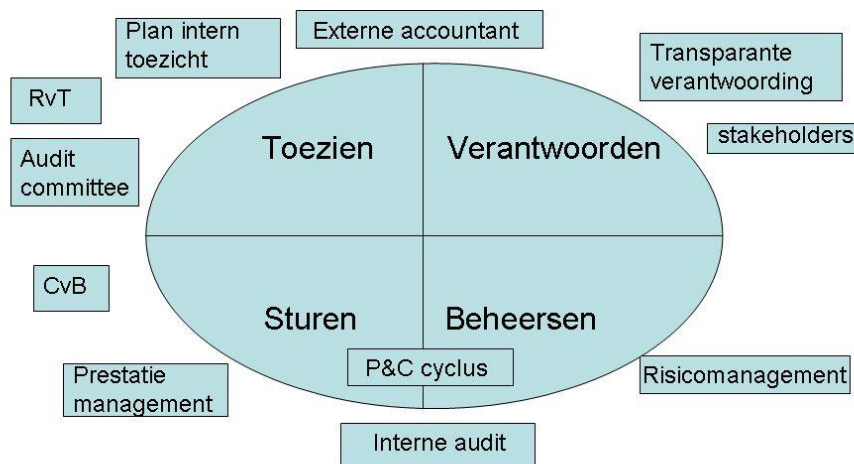 Plan intern
toezicht
Externe accountant
Transparante
verantwoording
RvT
stakeholders
Audit
committee
Toezien
Verantwoorden
CvB
Sturen
Beheersen
P&C cyclus
Prestatie
management
Risicomanagement
Interne audit